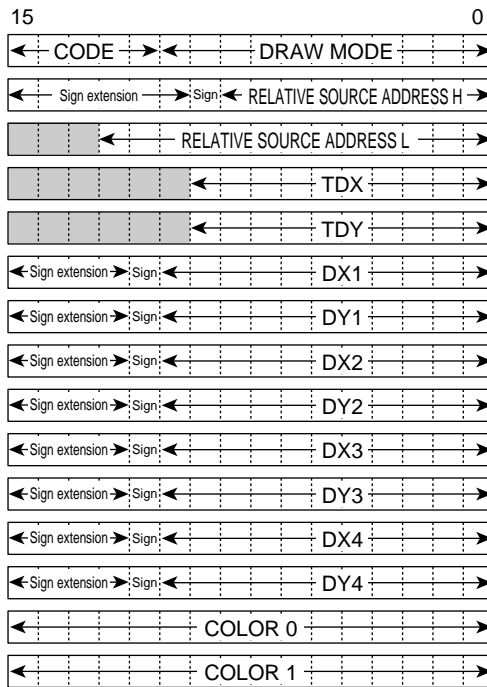 15 0
CODE DRAW MODE
Sign extension Sign RELATIVE SOURCE ADDRESS H
RELATIVE SOURCE ADDRESS L
TDX
TDY
Sign extension Sign DX1
Sign extension Sign DY1
Sign extension Sign DX2
Sign extension Sign DY2
Sign extension Sign DX3
Sign extension Sign DY3
Sign extension Sign DX4
Sign extension Sign DY4
COLOR 0
COLOR 1